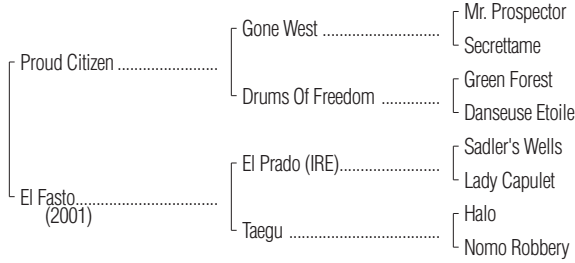 Mr. Prospector
Gone West ........................
Secrettame
Proud Citizen ........................
Green Forest
Drums Of Freedom ...............
Danseuse Etoile
Sadler's Wells
El Prado (IRE)..........................
Lady Capulet
El Fasto...................................
(2001)
Halo
Taegu .......................................
Nomo Robbery